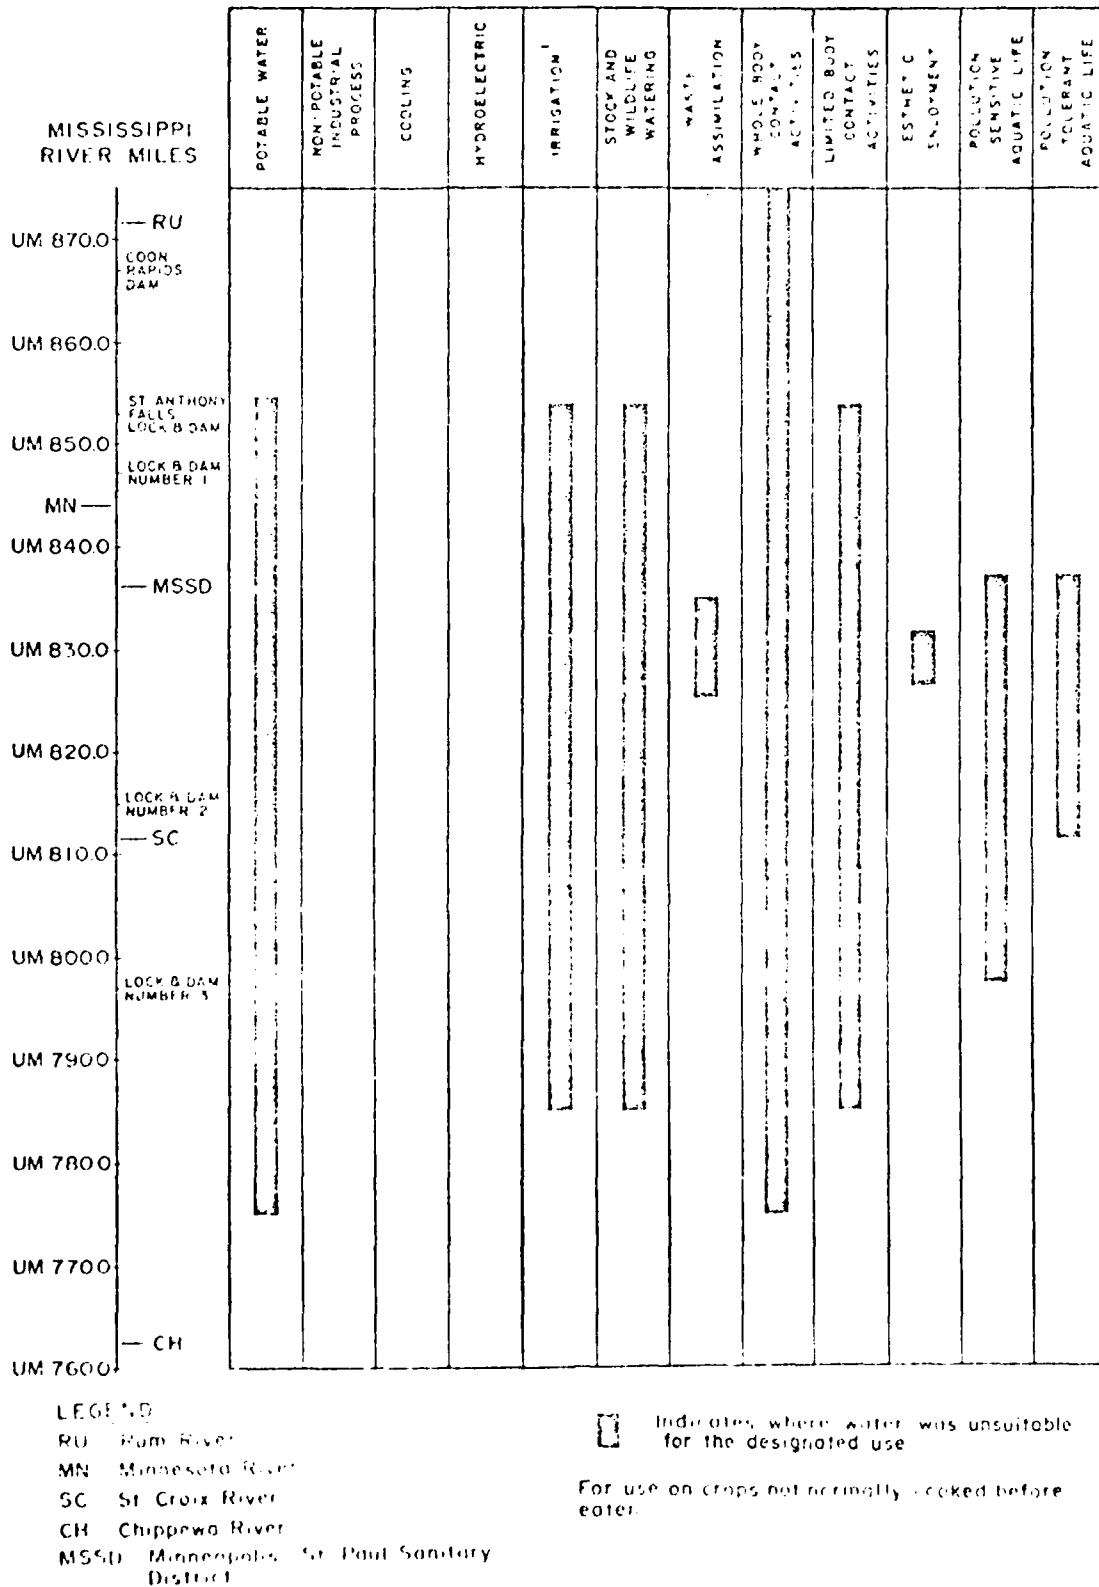 POTABLE WATER
NON-POTABLE
INDUSTRIAL
PROCESS
COOLING
HYDROELECTRIC
IRRIGATION¹
STOCK AND
WILDLIFE
WATERING
WASTE
ASSIMILATION
WHOLE BODY
CONTACT
ACTIVITIES
LIMITED BODY
CONTACT
ACTIVITIES
ESTHETIC
ENJOYMENT
POLLUTION
SENSITIVE
AQUATIC LIFE
POLLUTION
TOLERANT
AQUATIC LIFE
MISSISSIPPI
RIVER MILES
RU
UM 870.0
COON
RAPIDS
DAM
UM 860.0
ST ANTHONY
FALLS
LOCK & DAM
UM 850.0
LOCK & DAM
NUMBER 1
MN
UM 840.0
MSSD
UM 830.0
UM 820.0
LOCK & DAM
NUMBER 2
SC
UM 810.0
UM 800.0
LOCK & DAM
NUMBER 3
UM 790.0
UM 780.0
UM 770.0
CH
UM 760.0
LEGEND
RU Rum River
MN Minnesota River
SC St Croix River
CH Chippewa River
MSSD Minneapolis St Paul Sanitary
District
Indicates where water was unsuitable
for the designated use
For use on crops not normally cooked before
eaten.